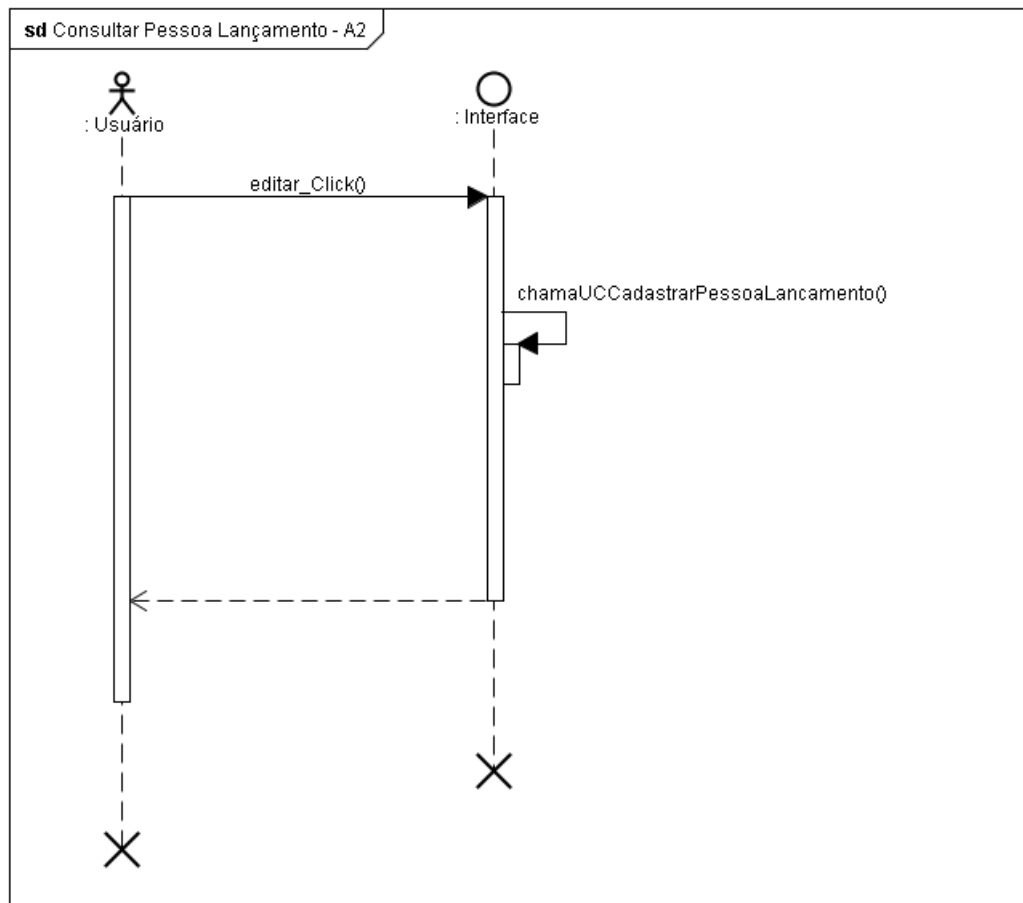 sd Consultar Pessoa Lançamento - A2
: Usuário
: Interface
editar_Click()
chamaUCCadastrarPessoaLancamento()